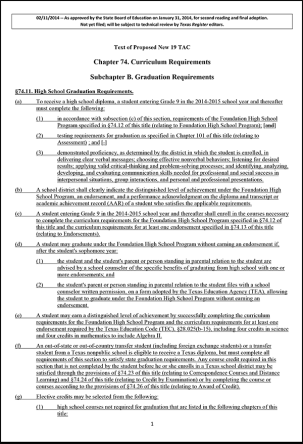 02/11/2014 – As approved by the State Board of Education on January 31, 2014, for second reading and final adoption.
Not yet filed; will be subject to technical review by Texas Register editors.
Text of Proposed New 19 TAC
Chapter 74. Curriculum Requirements
Subchapter B. Graduation Requirements
§74.11. High School Graduation Requirements.
(a) To receive a high school diploma, a student entering Grade 9 in the 2014-2015 school year and thereafter
must complete the following:
(1) in accordance with subsection (c) of this section, requirements of the Foundation High School
Program specified in §74.12 of this title (relating to Foundation High School Program); [and]
(2) testing requirements for graduation as specified in Chapter 101 of this title (relating to
Assessment) ; and [.]
(3) demonstrated proficiency, as determined by the district in which the student is enrolled, in
delivering clear verbal messages; choosing effective nonverbal behaviors; listening for desired
results; applying valid critical-thinking and problem-solving processes; and identifying, analyzing,
developing, and evaluating communication skills needed for professional and social success in
interpersonal situations, group interactions, and personal and professional presentations.
(b) A school district shall clearly indicate the distinguished level of achievement under the Foundation High
School Program, an endorsement, and a performance acknowledgment on the diploma and transcript or
academic achievement record (AAR) of a student who satisfies the applicable requirements.
(c) A student entering Grade 9 in the 2014-2015 school year and thereafter shall enroll in the courses necessary
to complete the curriculum requirements for the Foundation High School Program specified in §74.12 of
this title and the curriculum requirements for at least one endorsement specified in §74.13 of this title
(relating to Endorsements).
(d) A student may graduate under the Foundation High School Program without earning an endorsement if,
after the student's sophomore year:
(1) the student and the student's parent or person standing in parental relation to the student are
advised by a school counselor of the specific benefits of graduating from high school with one or
more endorsements; and
(2) the student's parent or person standing in parental relation to the student files with a school
counselor written permission, on a form adopted by the Texas Education Agency (TEA), allowing
the student to graduate under the Foundation High School Program without earning an
endorsement.
(e) A student may earn a distinguished level of achievement by successfully completing the curriculum
requirements for the Foundation High School Program and the curriculum requirements for at least one
endorsement required by the Texas Education Code (TEC), §28.025(b-15), including four credits in science
and four credits in mathematics to include Algebra II.
(f) An out-of-state or out-of-country transfer student (including foreign exchange students) or a transfer
student from a Texas nonpublic school is eligible to receive a Texas diploma, but must complete all
requirements of this section to satisfy state graduation requirements. Any course credit required in this
section that is not completed by the student before he or she enrolls in a Texas school district may be
satisfied through the provisions of §74.23 of this title (relating to Correspondence Courses and Distance
Learning) and §74.24 of this title (relating to Credit by Examination) or by completing the course or
courses according to the provisions of §74.26 of this title (relating to Award of Credit).
(g) Elective credits may be selected from the following:
(1) high school courses not required for graduation that are listed in the following chapters of this
title:
1